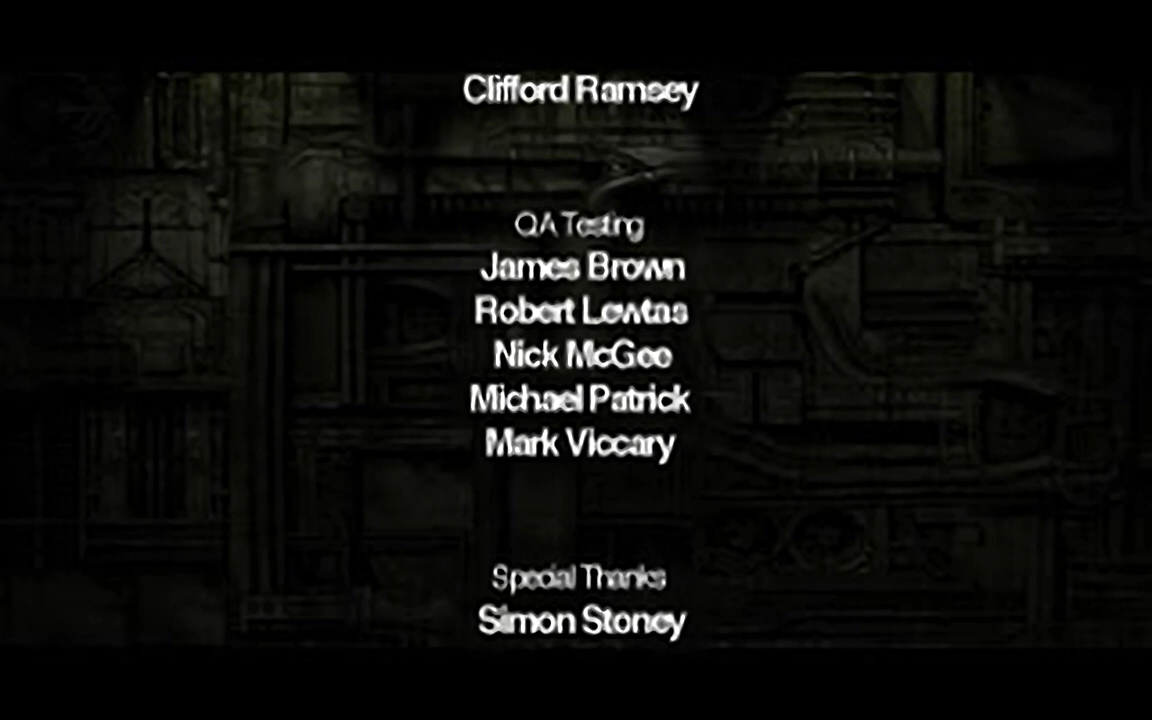 Clifford Ramsey
QA Testing
James Brown
Robert Lewtas
Nick McGee
Michael Patrick
Mark Viccary
Special Thanks
Simon Stoney